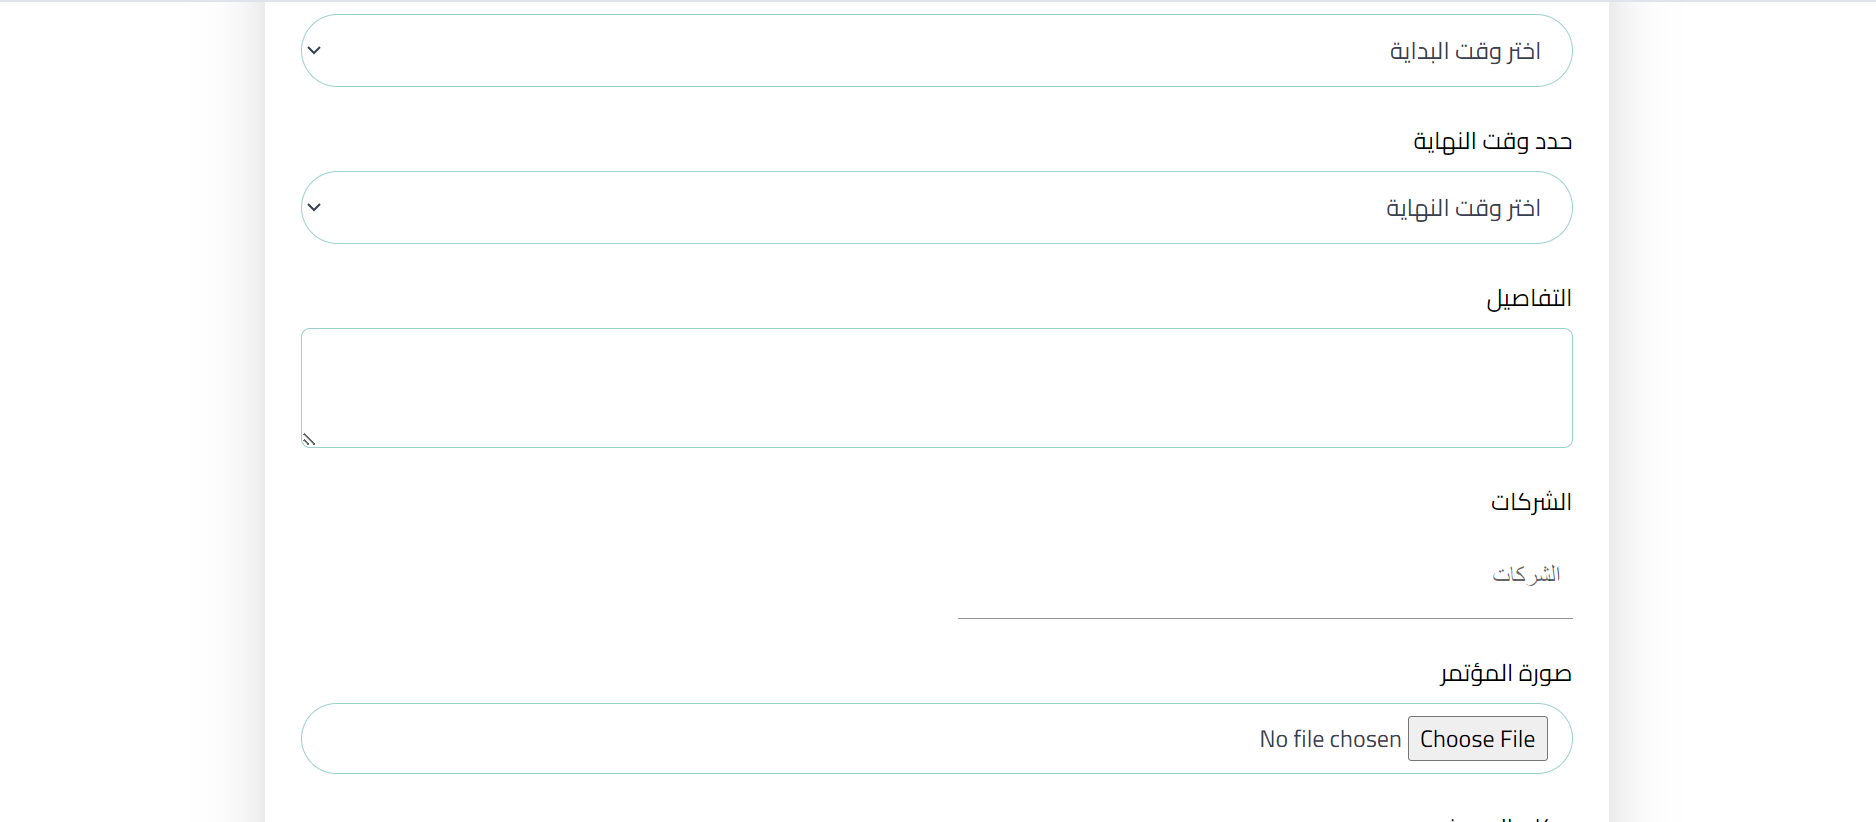 اختر وقت البداية
حدد وقت النهاية
اختر وقت النهاية
التفاصيل
الشركات
الشركات
صورة المؤتمر
Choose File No file chosen